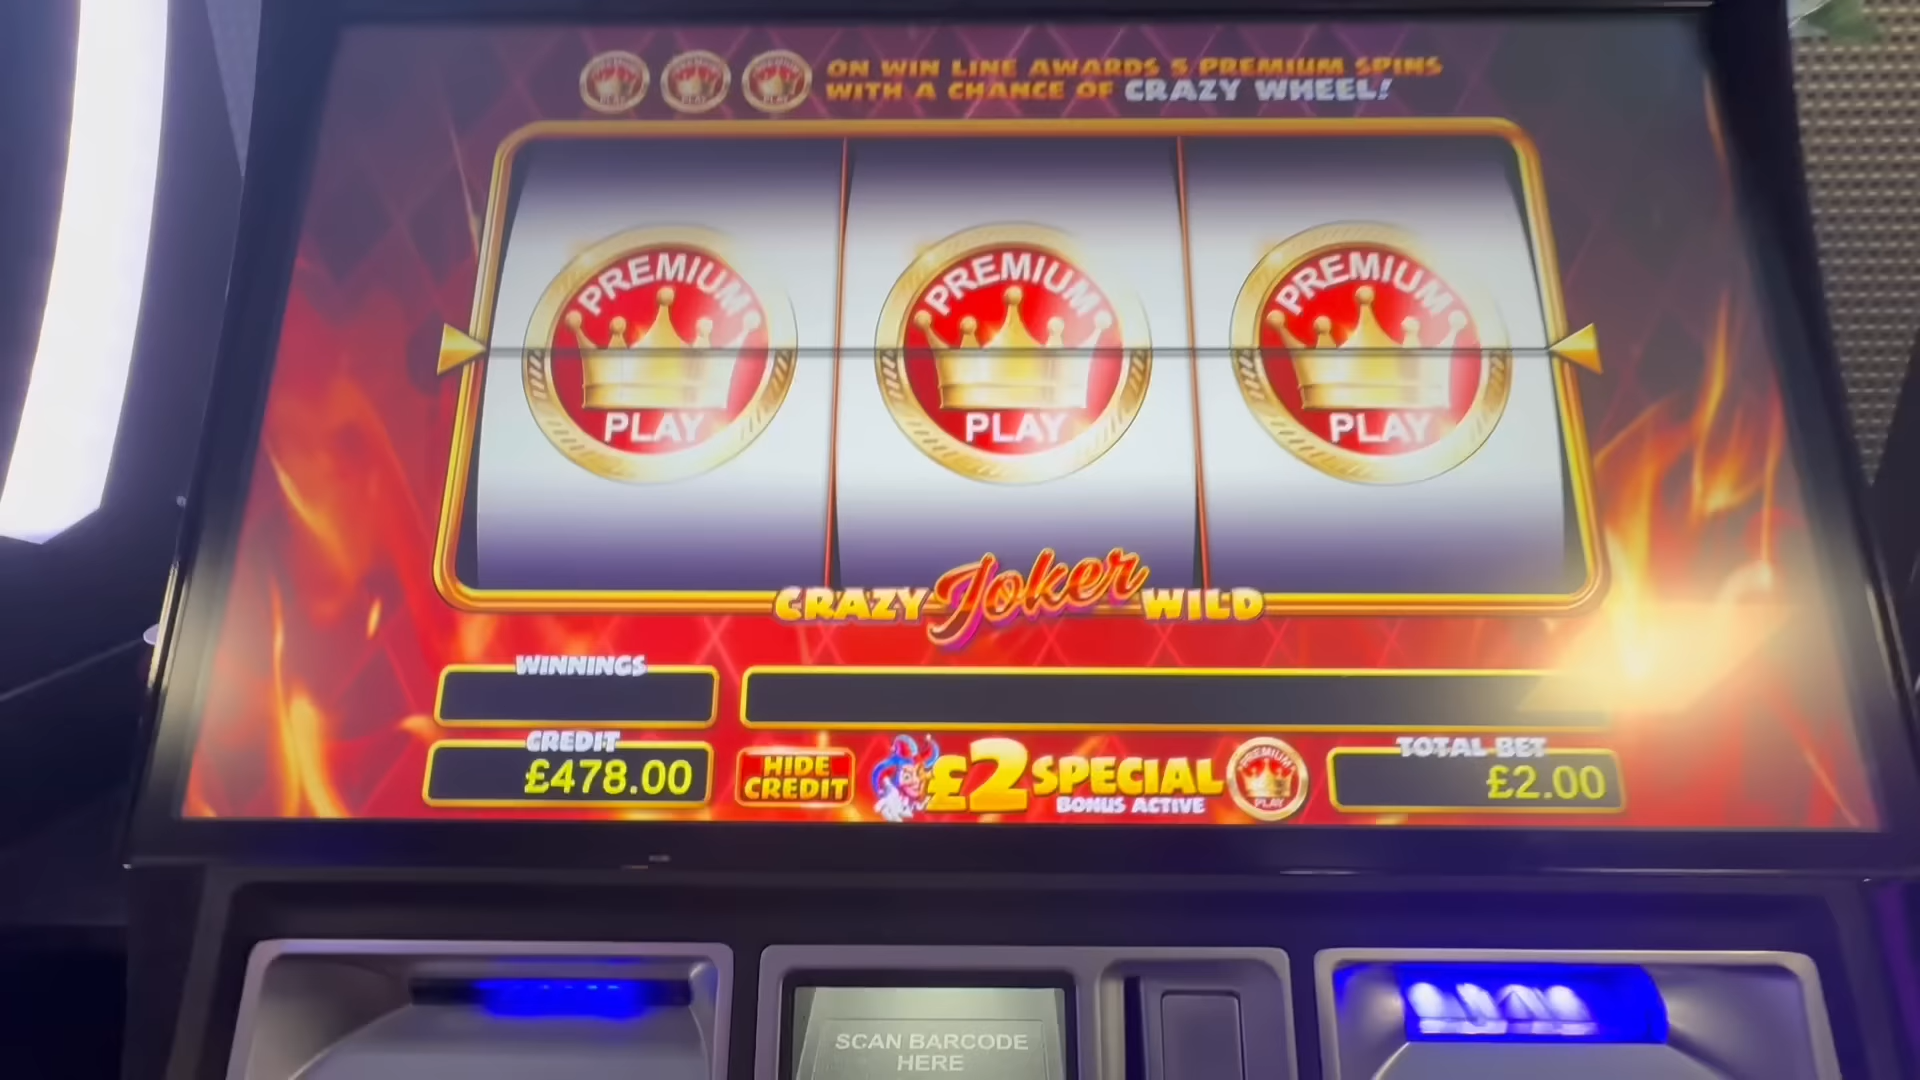 ON WIN LINE AWARDS 5 PREMIUM SPINS
WITH A CHANCE OF CRAZY WHEEL!
PREMIUM PLAY
PREMIUM PLAY
PREMIUM PLAY
CRAZY Joker WILD
WINNINGS
CREDIT
£478.00
HIDE
CREDIT
£2 SPECIAL
BONUS ACTIVE
PREMIUM PLAY
TOTAL BET
£2.00
SCAN BARCODE
HERE